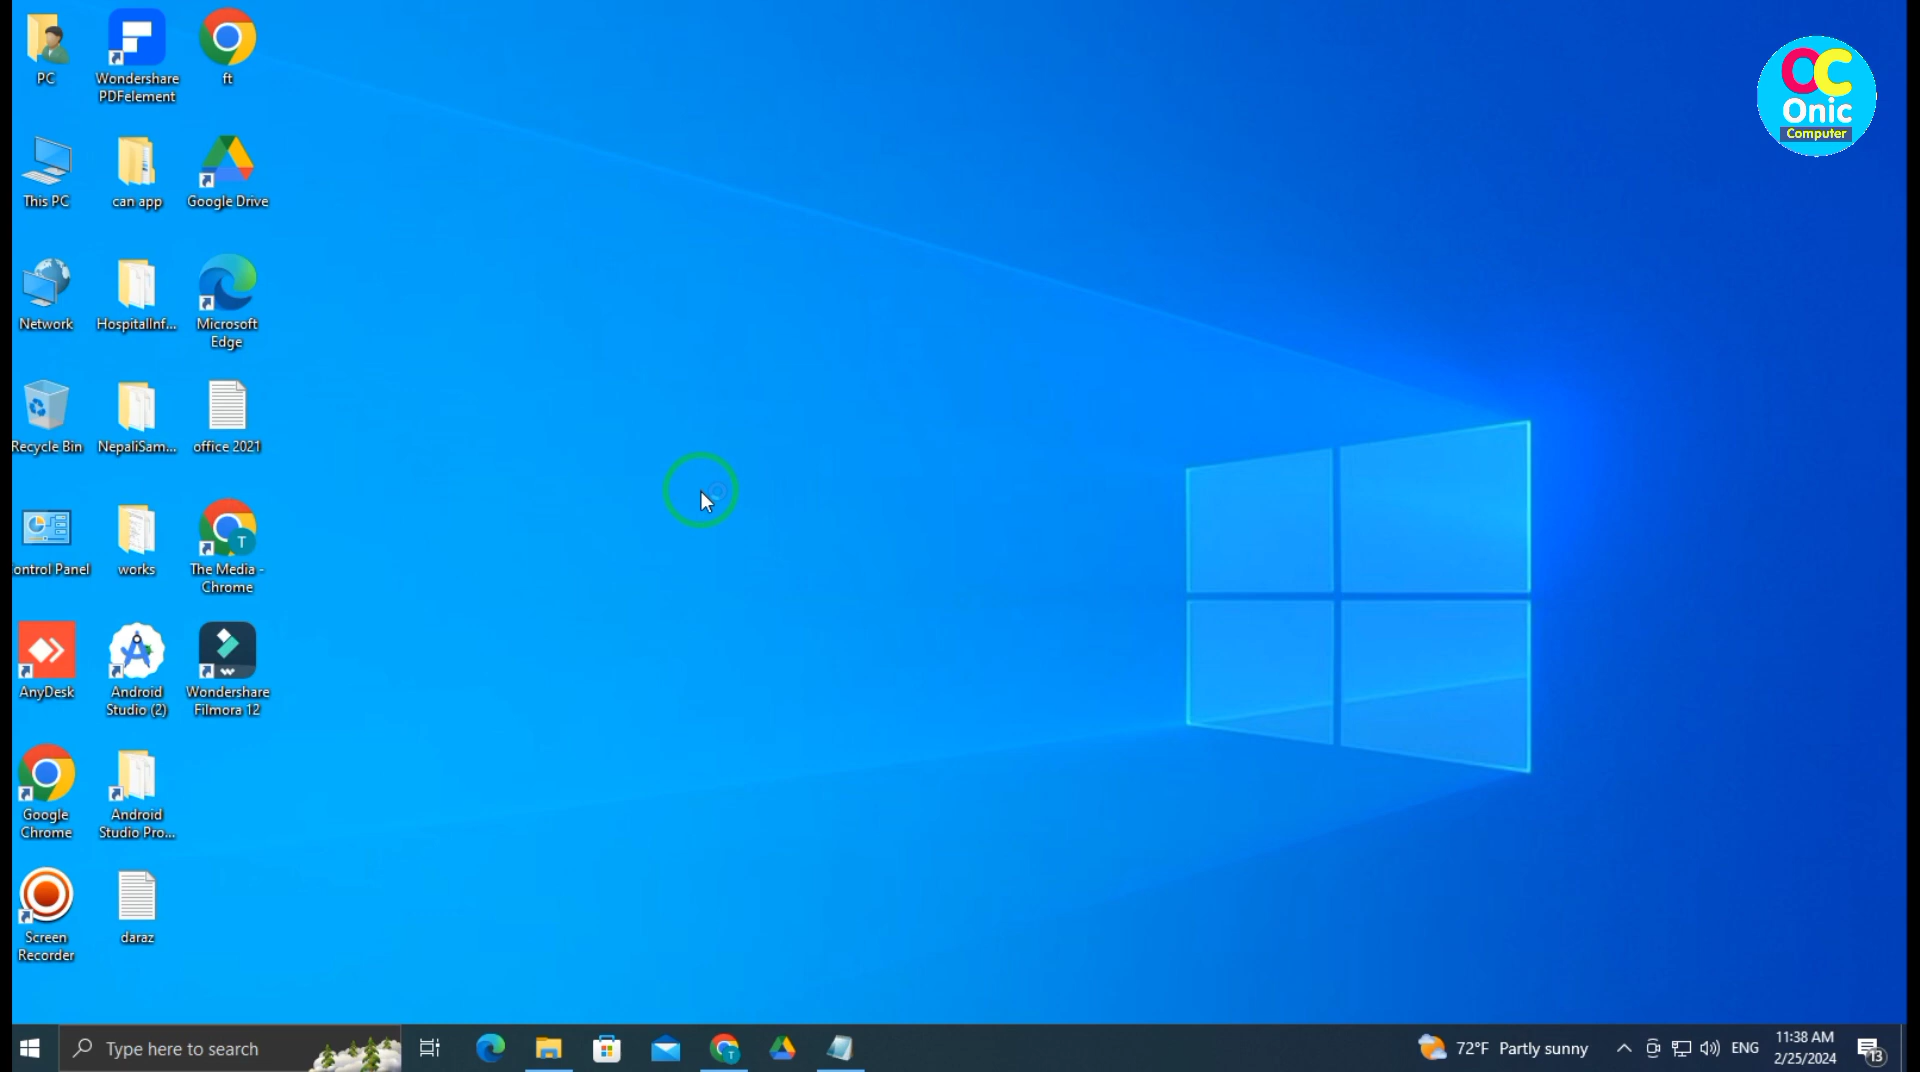 PC
Wondershare
PDFelement
ft
This PC
can app
Google Drive
Network
HospitalInf...
Microsoft
Edge
Recycle Bin
NepaliSam...
office 2021
ontrol Panel
works
The Media -
Chrome
AnyDesk
Android
Studio (2)
Wondershare
Filmora 12
Google
Chrome
Android
Studio Pro...
Screen
Recorder
daraz
OC
Onic
Computer
T
T
Type here to search
72°F Partly sunny
ENG
11:38 AM
2/25/2024
13